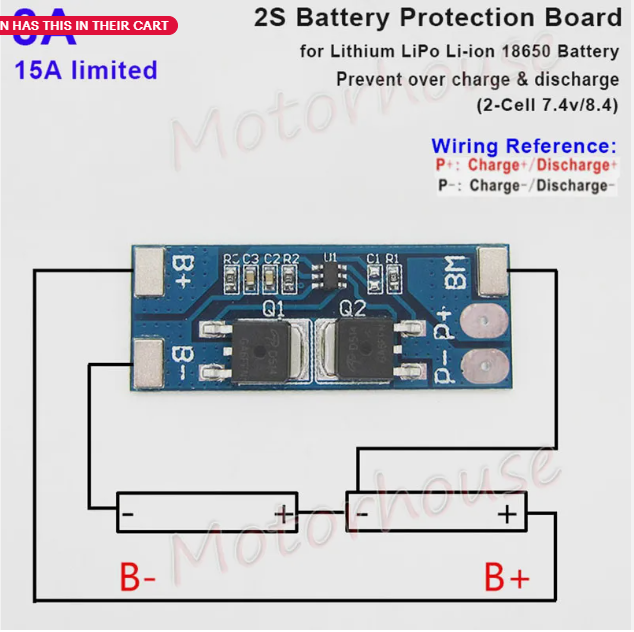 N HAS THIS IN THEIR CART
8A
15A limited
2S Battery Protection Board
for Lithium LiPo Li-ion 18650 Battery
Prevent over charge & discharge
(2-Cell 7.4v/8.4)
Wiring Reference:
P+: Charge+/Discharge+
P-: Charge-/Discharge-
Motorhouse
B+
C3 C2 R2
U1
C1 R1
BM
Q1
Q2
P+
B-
P-
- +
- +
B-
B+
Motorhouse